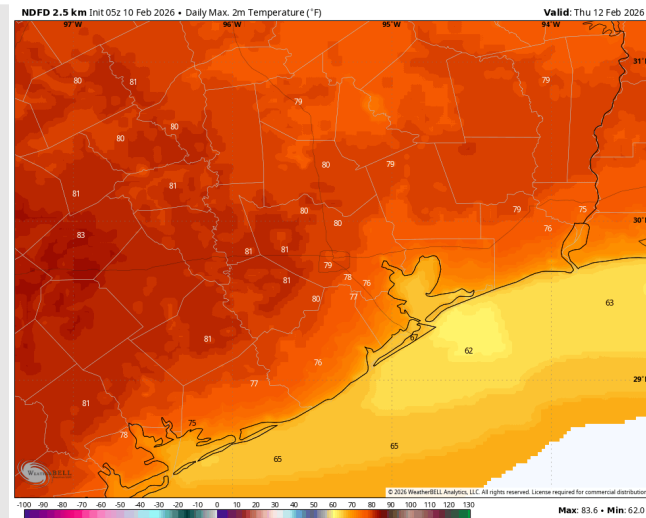 NDFD 2.5 km Init 05z 10 Feb 2026 • Daily Max. 2m Temperature (°F)
Valid: Thu 12 Feb 2026
97°W 96°W 95°W 94°W
31°
79
80 81
79
80
80
80 79
81
81
30°
80 79 75
80 76
83
81 81
79
81 78 76
80 77
63
81 67
62
76
29°
77
81
75
78
65
65
WeatherBELL
© 2026 WeatherBELL Analytics, LLC. All rights reserved. License required for commercial distribution
-100 -90 -80 -70 -60 -50 -40 -30 -20 -10 0 10 20 30 40 50 60 70 80 90 100 110 120 130
Max: 83.6 • Min: 62.0